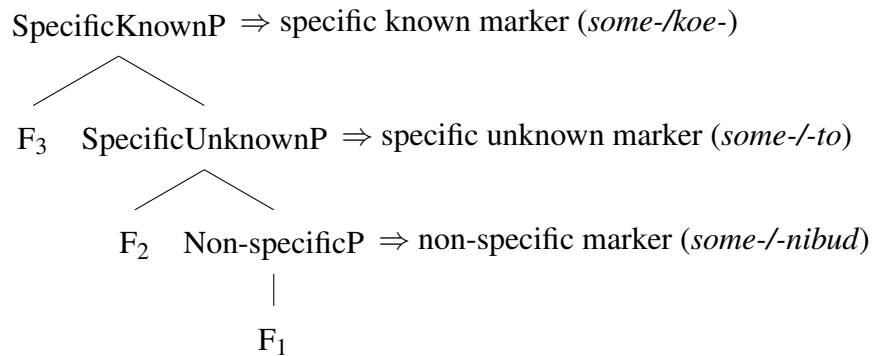 SpecificKnownP ⇒ specific known marker (some-/koe-)
F₃ SpecificUnknownP ⇒ specific unknown marker (some-/-to)
F₂ Non-specificP ⇒ non-specific marker (some-/-nibud)
F₁